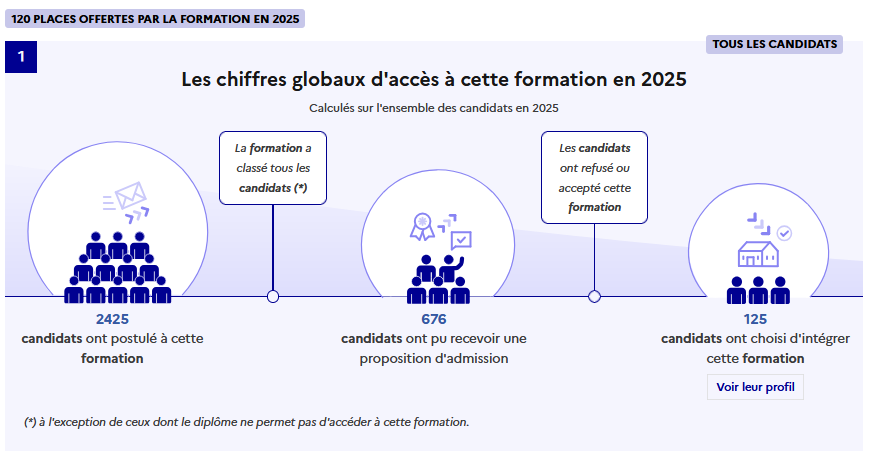 120 PLACES OFFERTES PAR LA FORMATION EN 2025
TOUS LES CANDIDATS
1
Les chiffres globaux d'accès à cette formation en 2025
Calculés sur l'ensemble des candidats en 2025
La formation a
classé tous les
candidats (*)
Les candidats
ont refusé ou
accepté cette
formation
2425
candidats ont postulé à cette
formation
676
candidats ont pu recevoir une
proposition d'admission
125
candidats ont choisi d'intégrer
cette formation
Voir leur profil
(*) à l'exception de ceux dont le diplôme ne permet pas d'accéder à cette formation.